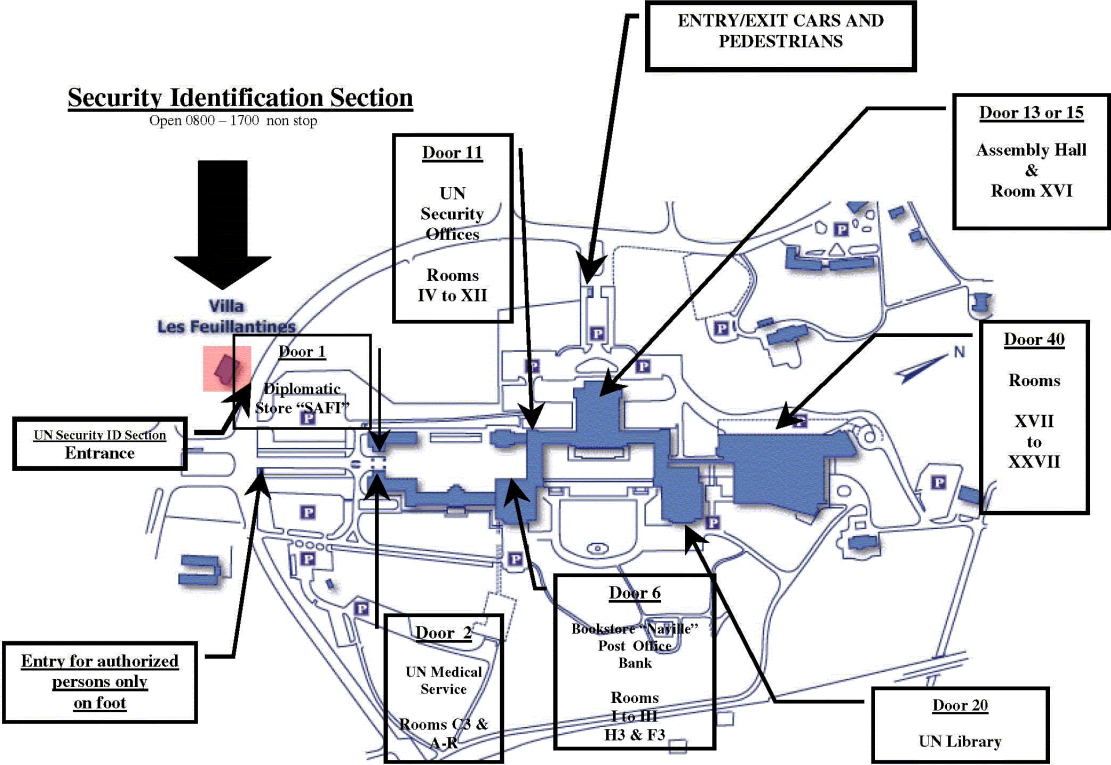 ENTRY/EXIT CARS AND
PEDESTRIANS
Security Identification Section
Open 0800 – 1700 non stop
Door 13 or 15
Assembly Hall
&
Room XVI
Door 11
UN
Security
Offices
Rooms
IV to XII
Villa
Les Feuillantines
Door 1
Diplomatic
Store “SAFI”
Door 40
Rooms
XVII
to
XXVII
N
UN Security ID Section
Entrance
P
P
P
P
P
P
P
P
P
P
P
P
P
P
Entry for authorized
persons only
on foot
Door 2
UN Medical
Service
Rooms C3 &
A-R
Door 6
Bookstore “Naville”
Post Office
Bank
Rooms
I to III
H3 & F3
Door 20
UN Library